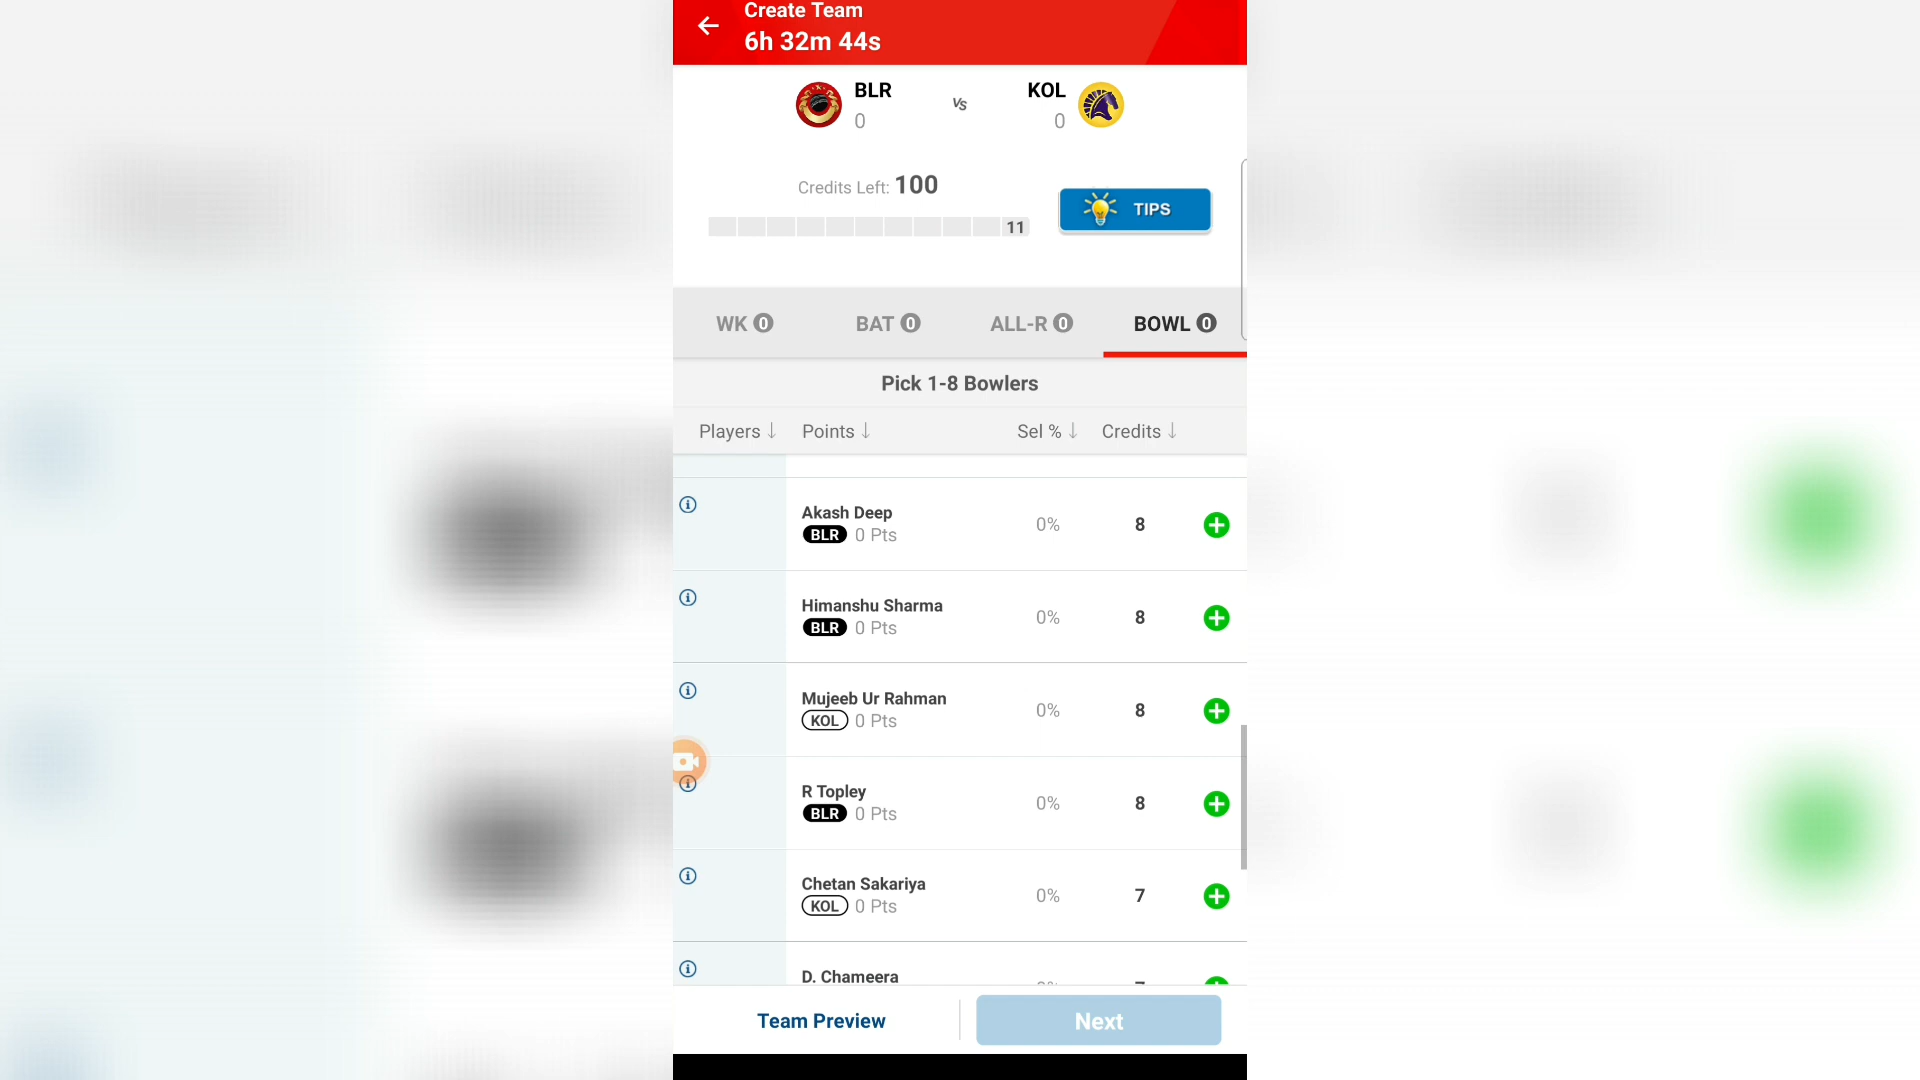 Create Team
6h 32m 44s
BLR
0
Vs
KOL
0
Credits Left: 100
11
TIPS
WK 0
BAT 0
ALL-R 0
BOWL 0
Pick 1-8 Bowlers
Players ↓ Points ↓ Sel % ↓ Credits ↓
Akash Deep
BLR 0 Pts
0%
8
Himanshu Sharma
BLR 0 Pts
0%
8
Mujeeb Ur Rahman
KOL 0 Pts
0%
8
R Topley
BLR 0 Pts
0%
8
Chetan Sakariya
KOL 0 Pts
0%
7
D. Chameera
Team Preview
Next